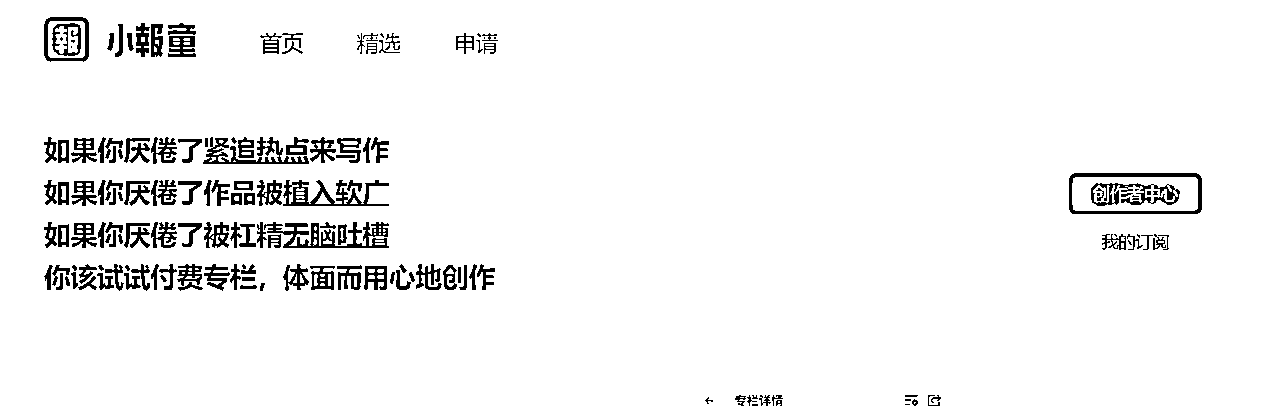 報 小報童 首页 精选 申请
如果你厌倦了紧追热点来写作
如果你厌倦了作品被植入软广
如果你厌倦了被杠精无脑吐槽
你该试试付费专栏，体面而用心地创作
创作者中心
我的订阅
专栏详情